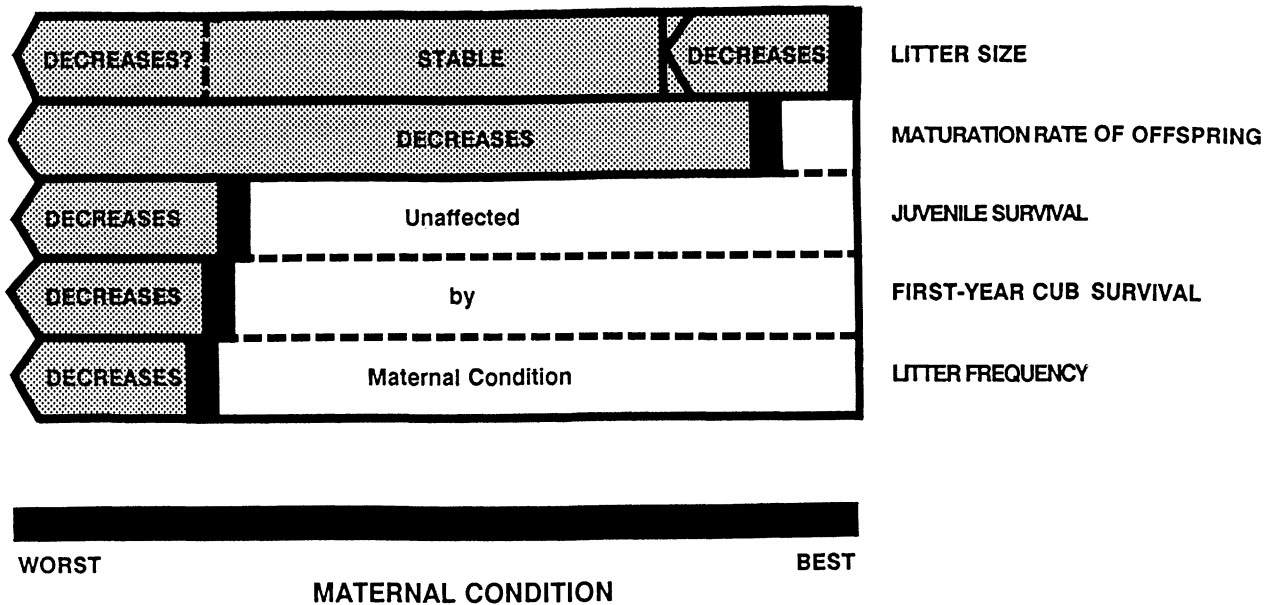 DECREASES? STABLE DECREASES LITTER SIZE
DECREASES MATURATION RATE OF OFFSPRING
DECREASES Unaffected JUVENILE SURVIVAL
DECREASES by FIRST-YEAR CUB SURVIVAL
DECREASES Maternal Condition LITTER FREQUENCY
WORST BEST
MATERNAL CONDITION